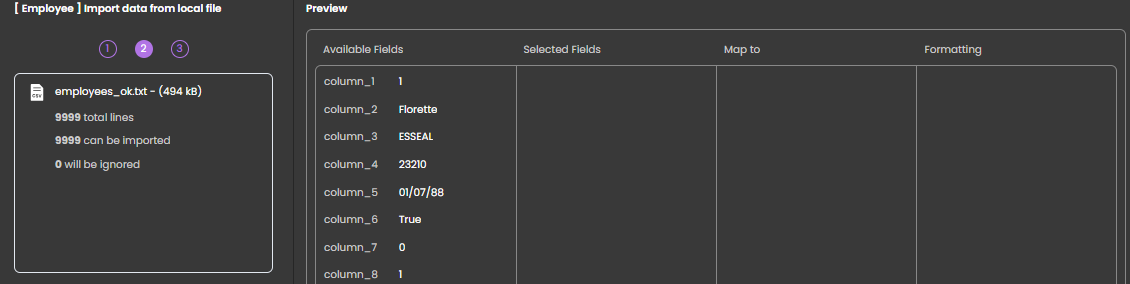 [ Employee ] Import data from local file
1 2 3
CSV
employees_ok.txt - (494 kB)
9999 total lines
9999 can be imported
0 will be ignored
Preview
Available Fields Selected Fields Map to Formatting
column_1 1
column_2 Florette
column_3 ESSEAL
column_4 23210
column_5 01/07/88
column_6 True
column_7 0
column_8 1